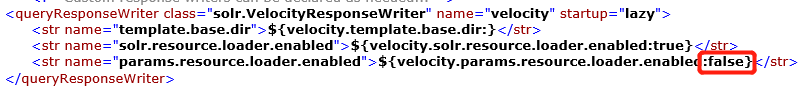 <queryResponseWriter class="solr.VelocityResponseWriter" name="velocity" startup="lazy">
<str name="template.base.dir">${velocity.template.base.dir:}</str>
<str name="solr.resource.loader.enabled">${velocity.solr.resource.loader.enabled:true}</str>
<str name="params.resource.loader.enabled">${velocity.params.resource.loader.enabled:false}</str>
</queryResponseWriter>